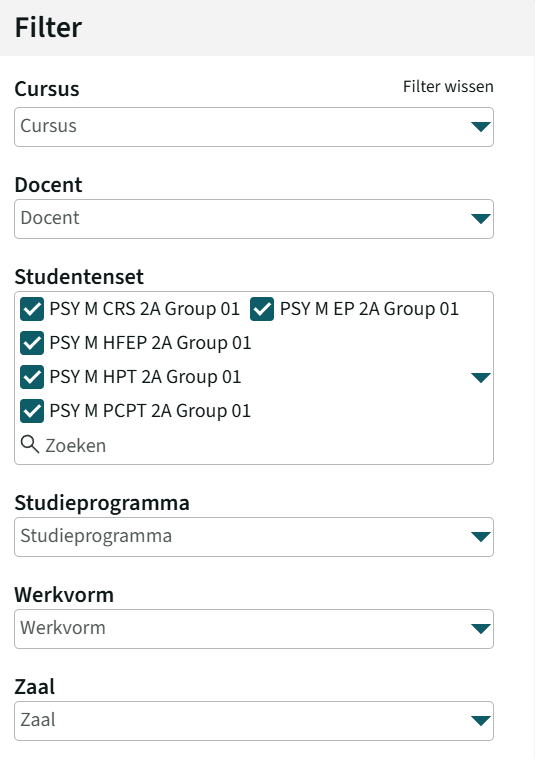 Filter
Cursus Filter wissen
Cursus
Docent
Docent
Studentenset
PSY M CRS 2A Group 01 PSY M EP 2A Group 01
PSY M HFEP 2A Group 01
PSY M HPT 2A Group 01
PSY M PCPT 2A Group 01
Zoeken
Studieprogramma
Studieprogramma
Werkvorm
Werkvorm
Zaal
Zaal